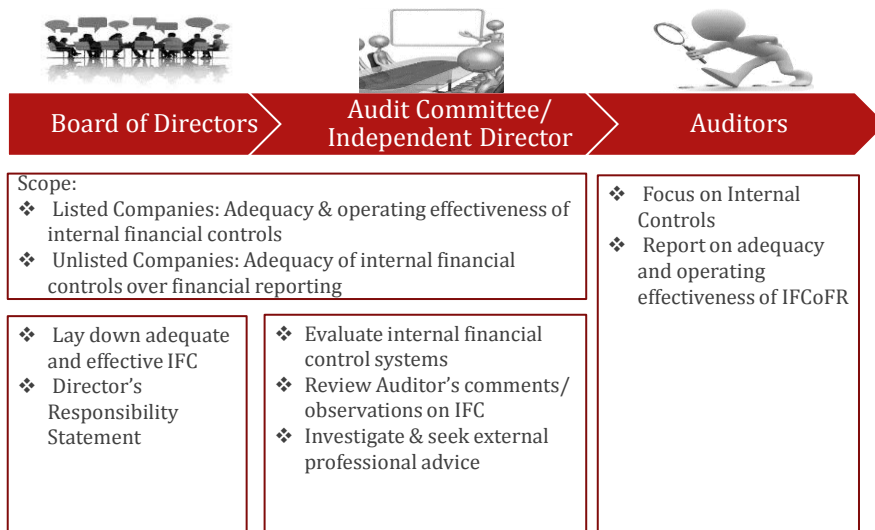 Board of Directors
Audit Committee/
Independent Director
Auditors
Scope:
❖ Listed Companies: Adequacy & operating effectiveness of
internal financial controls
❖ Unlisted Companies: Adequacy of internal financial
controls over financial reporting
❖ Focus on Internal
Controls
❖ Report on adequacy
and operating
effectiveness of IFCoFR
❖ Lay down adequate
and effective IFC
❖ Director's
Responsibility
Statement
❖ Evaluate internal financial
control systems
❖ Review Auditor's comments/
observations on IFC
❖ Investigate & seek external
professional advice